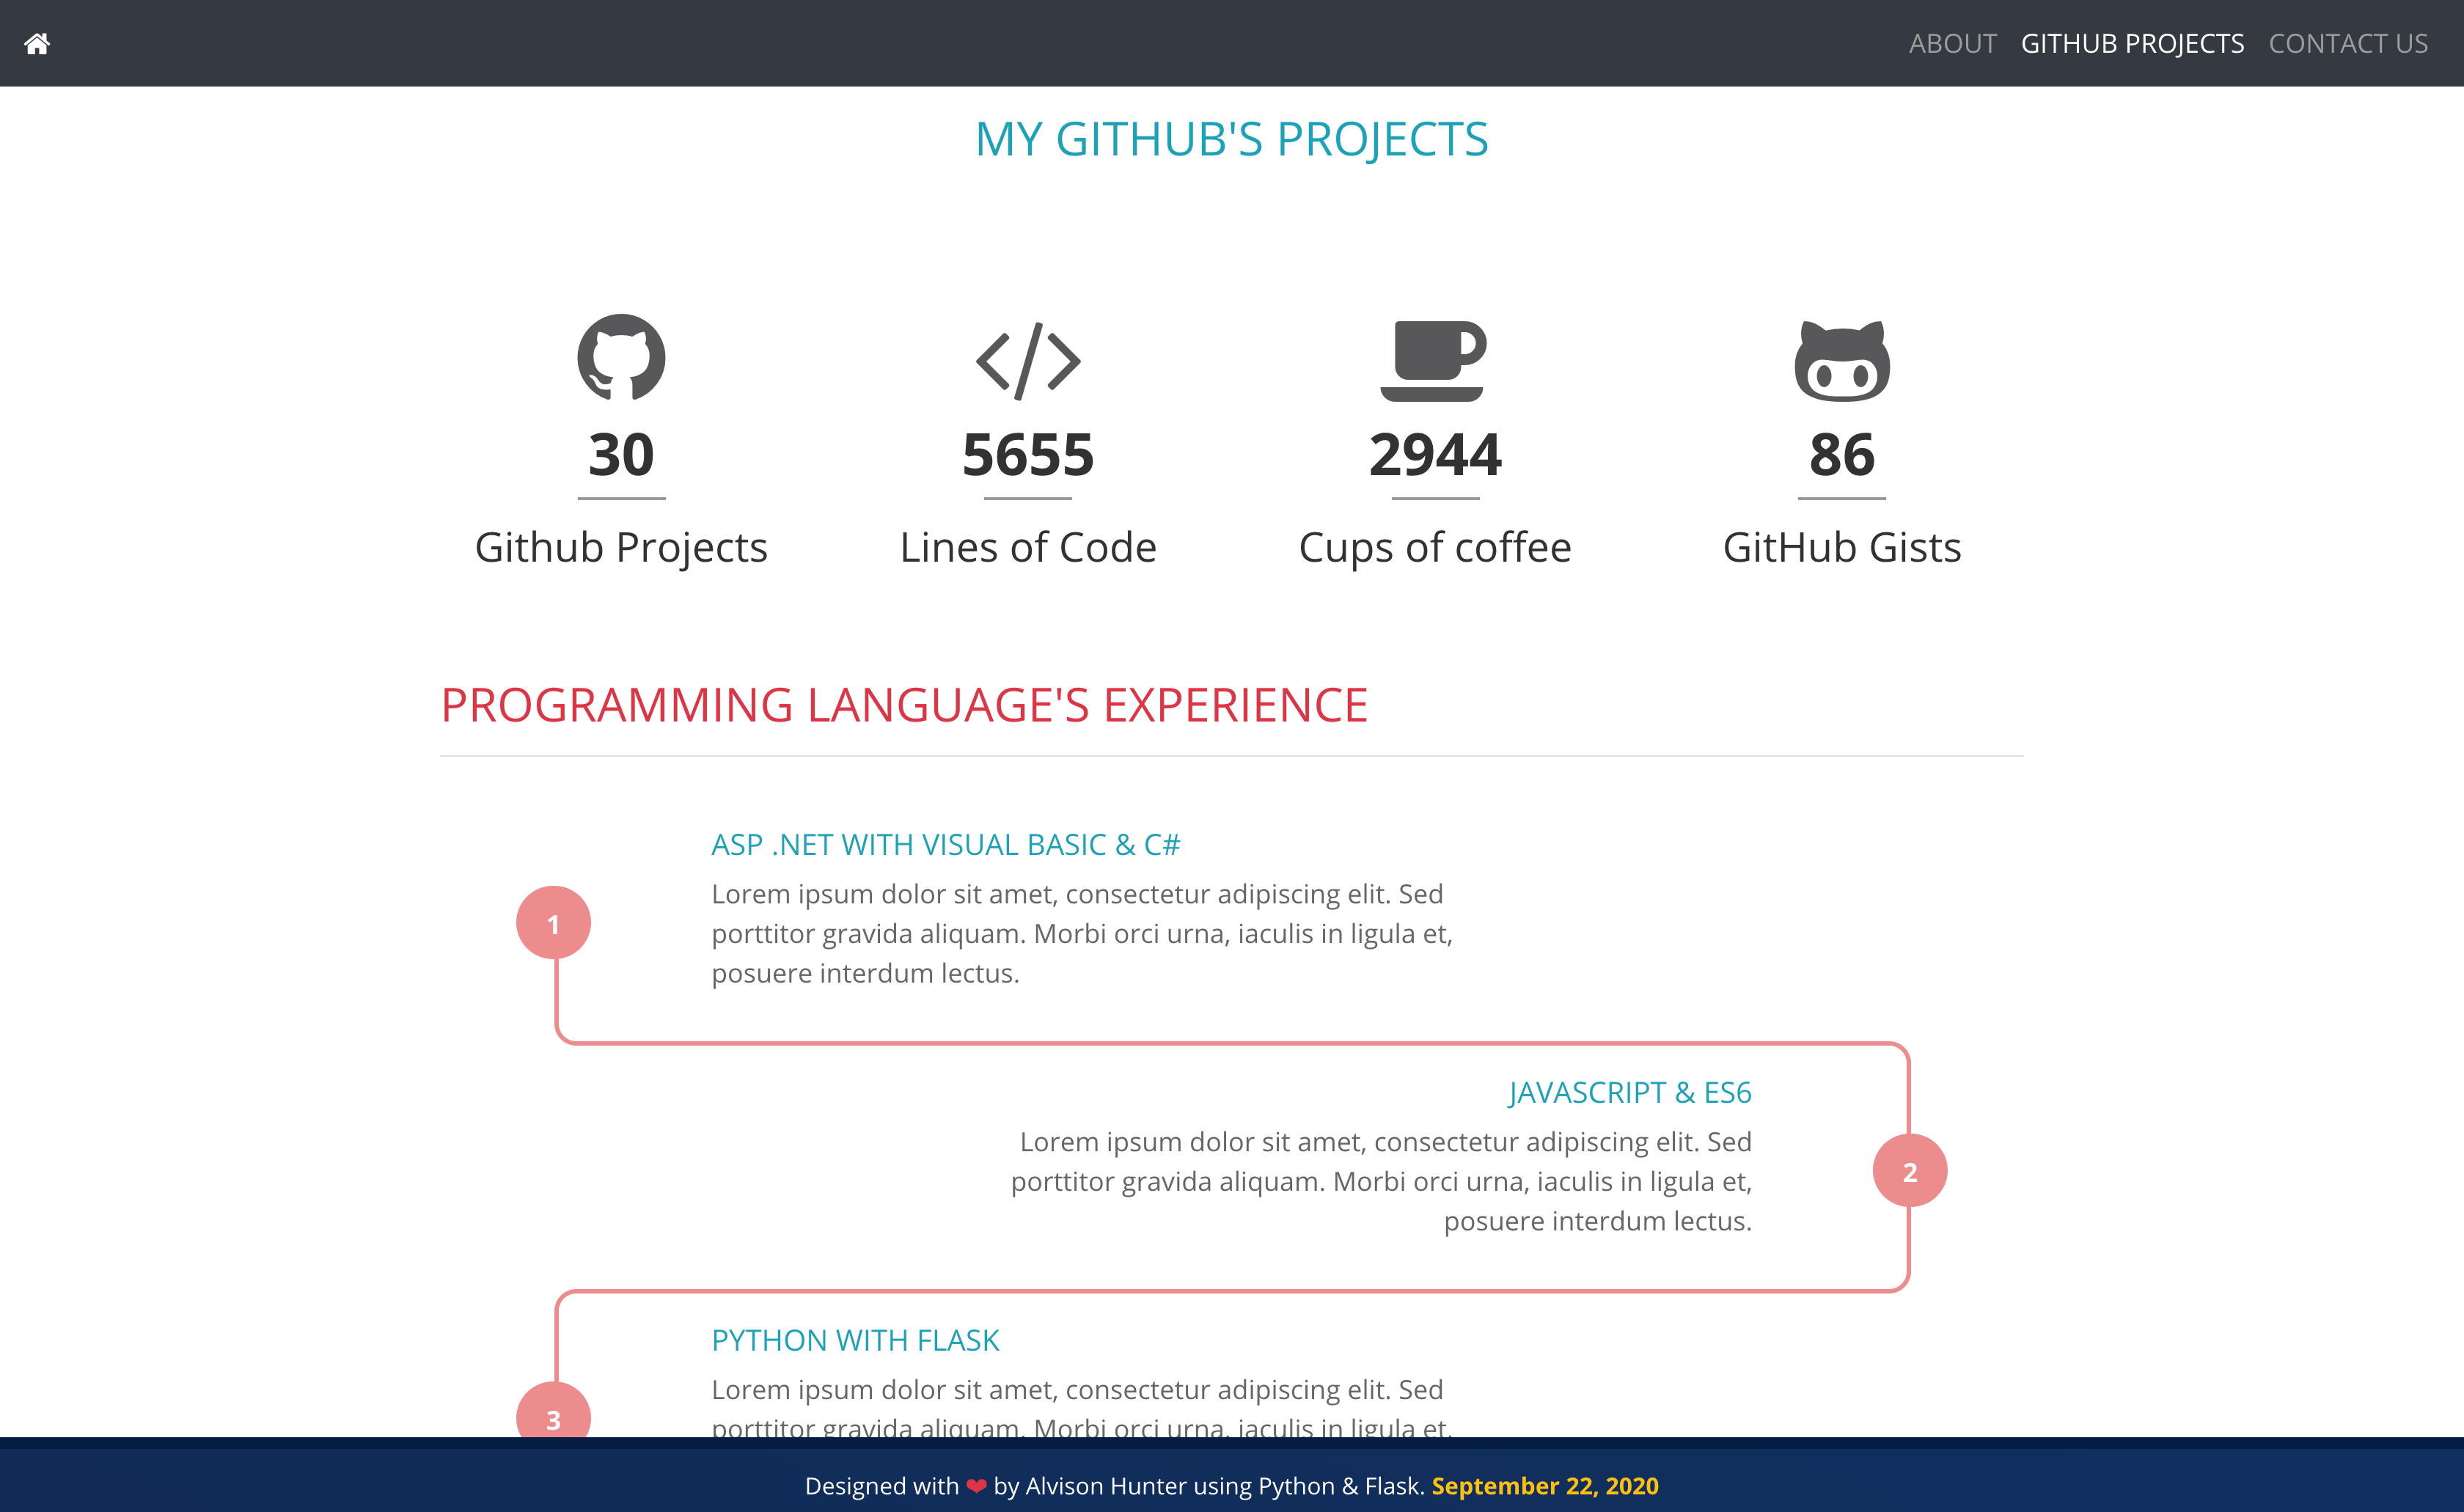 ABOUT GITHUB PROJECTS CONTACT US
MY GITHUB'S PROJECTS
30 5655 2944 86
Github Projects Lines of Code Cups of coffee GitHub Gists
PROGRAMMING LANGUAGE'S EXPERIENCE
ASP .NET WITH VISUAL BASIC & C#
1
Lorem ipsum dolor sit amet, consectetur adipiscing elit. Sed
porttitor gravida aliquam. Morbi orci urna, iaculis in ligula et,
posuere interdum lectus.
JAVASCRIPT & ES6
Lorem ipsum dolor sit amet, consectetur adipiscing elit. Sed
porttitor gravida aliquam. Morbi orci urna, iaculis in ligula et,
posuere interdum lectus.
2
PYTHON WITH FLASK
3
Lorem ipsum dolor sit amet, consectetur adipiscing elit. Sed
porttitor gravida aliquam. Morbi orci urna, iaculis in ligula et,
Designed with ❤ by Alvison Hunter using Python & Flask. September 22, 2020